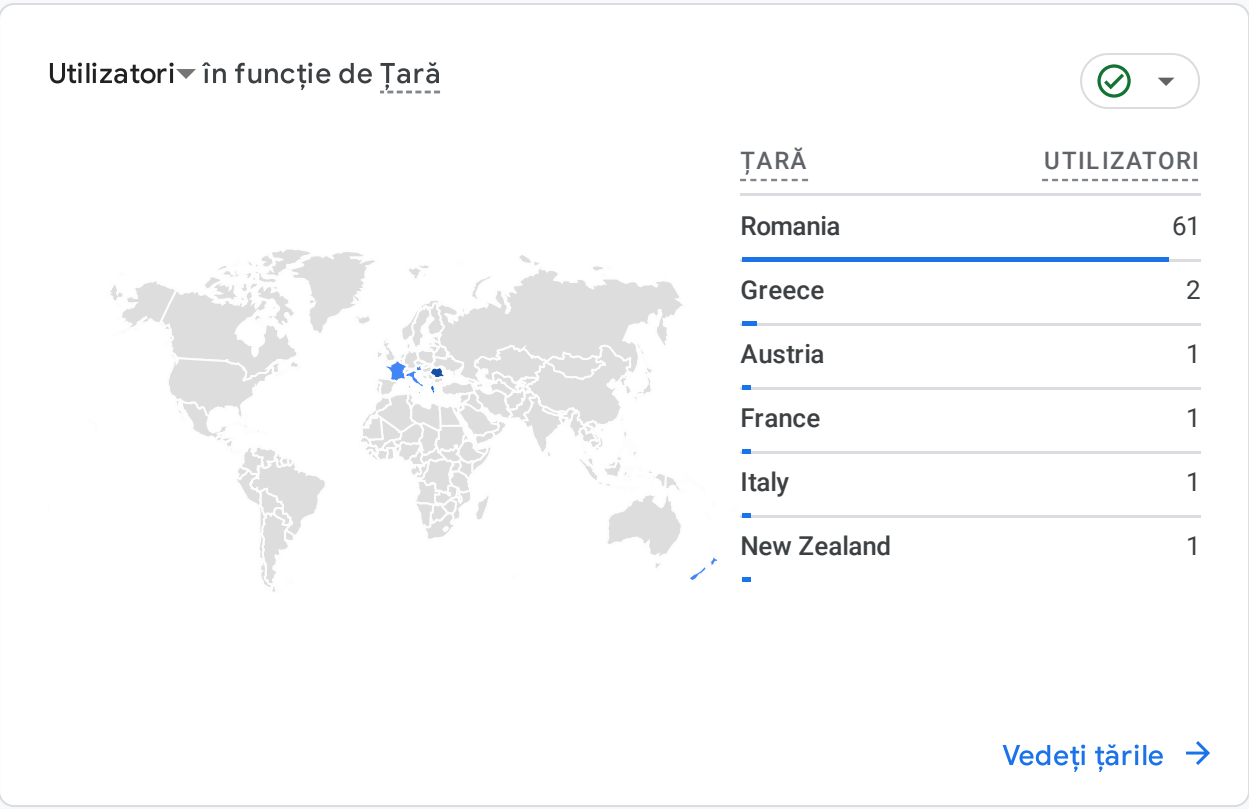 Utilizatori în funcție de Țară
ȚARĂ UTILIZATORI
Romania 61
Greece 2
Austria 1
France 1
Italy 1
New Zealand 1
Vedeți țările